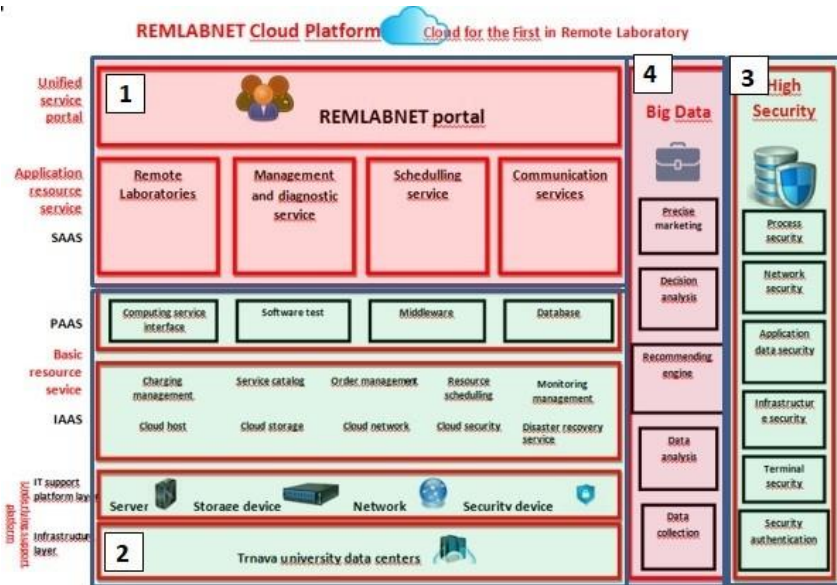 REMLABNET Cloud Platform
Cloud for the First in Remote Laboratory
Unified
service
portal
1
REMLABNET portal
Application
resource
service
SAAS
Remote
Laboratories
Management
and diagnostic
service
Schedulling
service
Communication
services
PAAS
Computing service
interface
Software test
Middleware
Database
Basic
resource
sevice
IAAS
Charging
management
Service catalog
Order management
Resource
scheduling
Monitoring
management
Cloud host
Cloud storage
Cloud network
Cloud security
Disaster recovery
service
IT support
platform layer
Server
Storage device
Network
Security device
support
platform
Infrastructure
layer
2
Trnava university data centers
4
Big Data
Precise
marketing
Decision
analysis
Recommending
engine
Data
analysis
Data
collection
3
High
Security
Process
security
Network
security
Application
data security
Infrastructur
e security
Terminal
security
Security
authentication